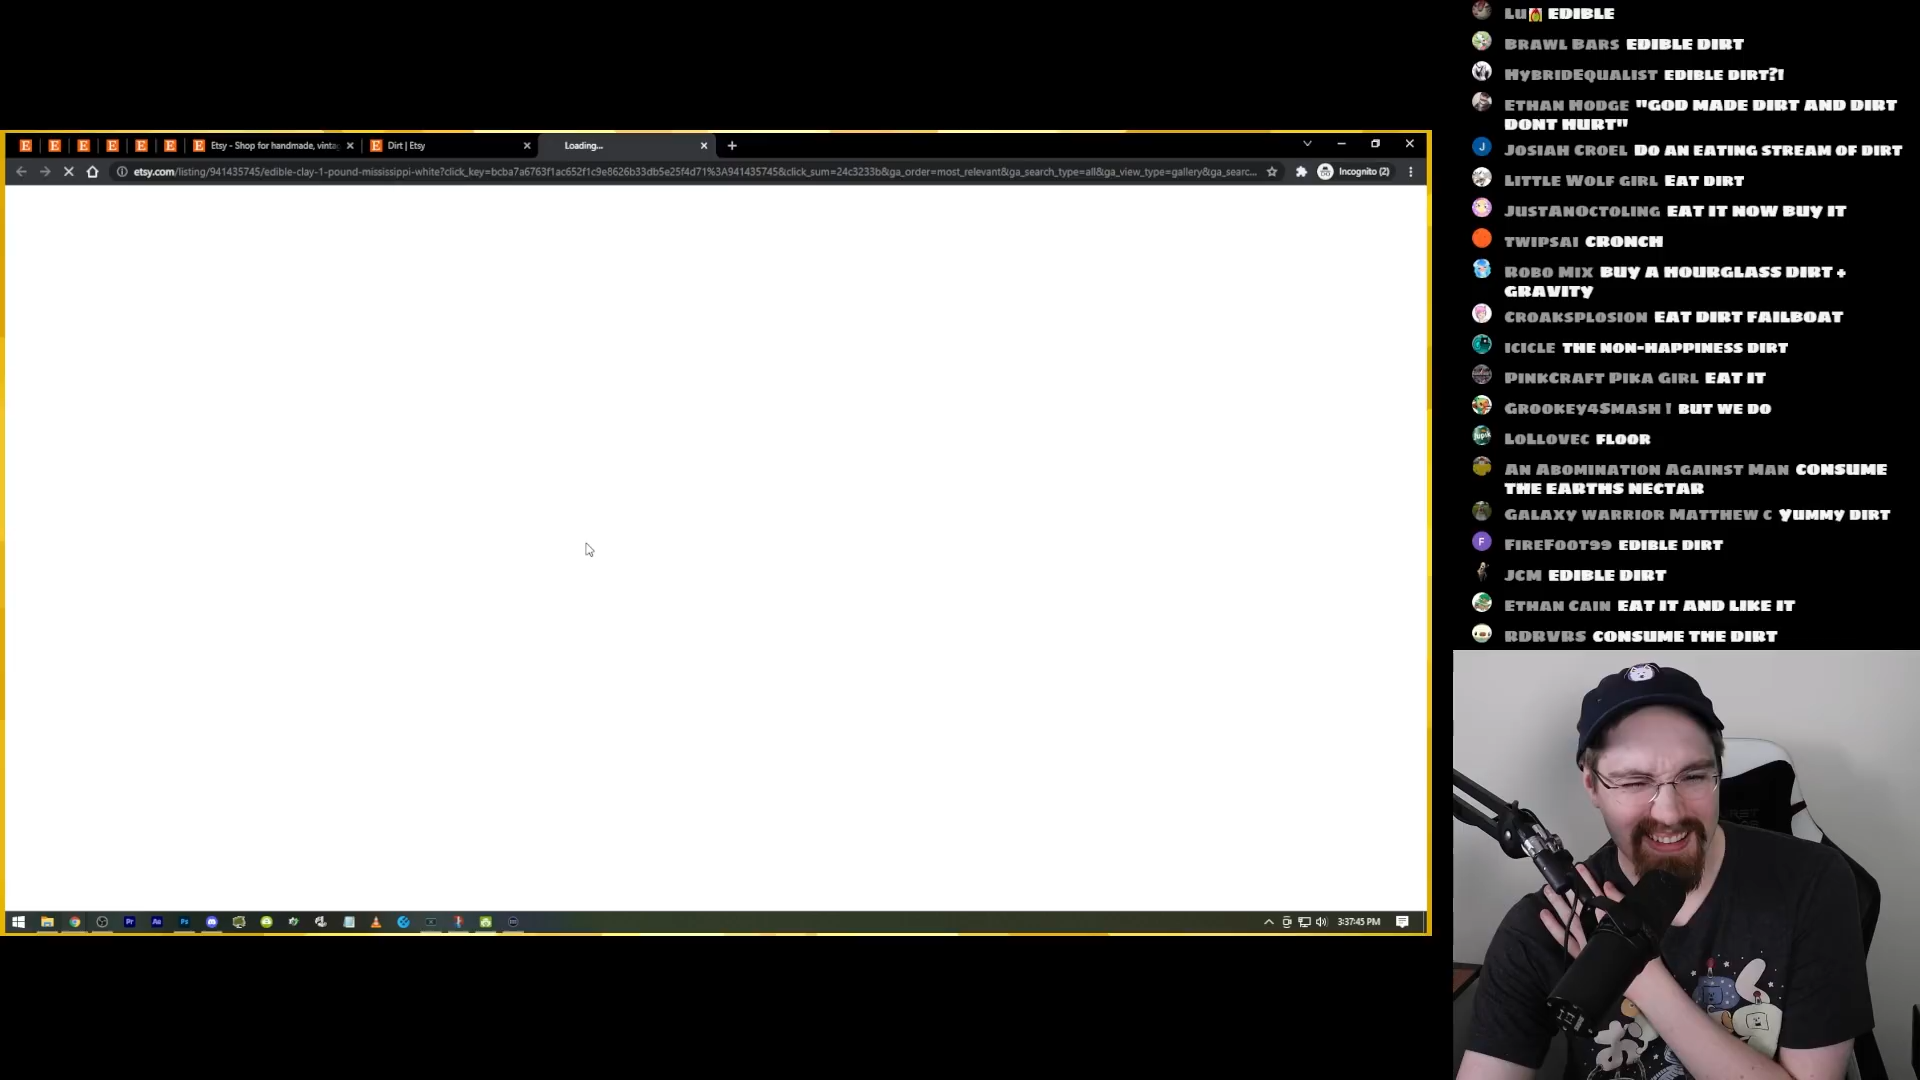 Etsy - Shop for handmade, vinta
Dirt | Etsy
Loading...
etsy.com/listing/941435745/edible-clay-1-pound-mississippi-white?click_key=bcba7a6763f1ac652f1c9e8626b33db5e25f4d71%3A941435745&click_sum=24c3233b&ga_order=most_relevant&ga_search_type=all&ga_view_type=gallery&ga_searc...
Incognito (2)
3:37:45 PM
Lu EDIBLE
Brawl Bars EDIBLE DIRT
HybridEqualist EDIBLE DIRT?!
Ethan Hodge "GOD MADE DIRT AND DIRT
DONT HURT"
Josiah Croel Do an eating stream of dirt
Little Wolf girl Eat dirt
JustAnOctoling EAT IT NOW BUY IT
twipsai CRONCH
Robo Mix BUY A HOURGLASS DIRT +
GRAVITY
Croaksplosion EAT DIRT FAILBOAT
icicle the non-happiness dirt
PinkCraft Pika Girl EAT IT
Grookey4Smash ! but we do
LoLLovec floor
An Abomination Against Man CONSUME
THE EARTHS NECTAR
Galaxy warrior Matthew C Yummy dirt
FireFoot99 EDIBLE DIRT
JCM EDIBLE DIRT
Ethan Cain EAT IT AND LIKE IT
RDRVRS CONSUME THE DIRT